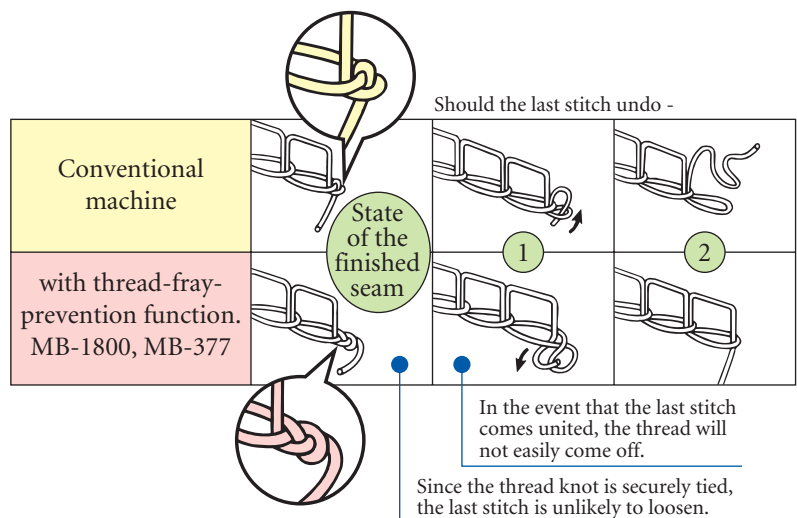 Should the last stitch undo -
Conventional
machine
State
of the
finished
seam
1
2
with thread-fray-
prevention function.
MB-1800, MB-377
In the event that the last stitch
comes united, the thread will
not easily come off.
Since the thread knot is securely tied,
the last stitch is unlikely to loosen.